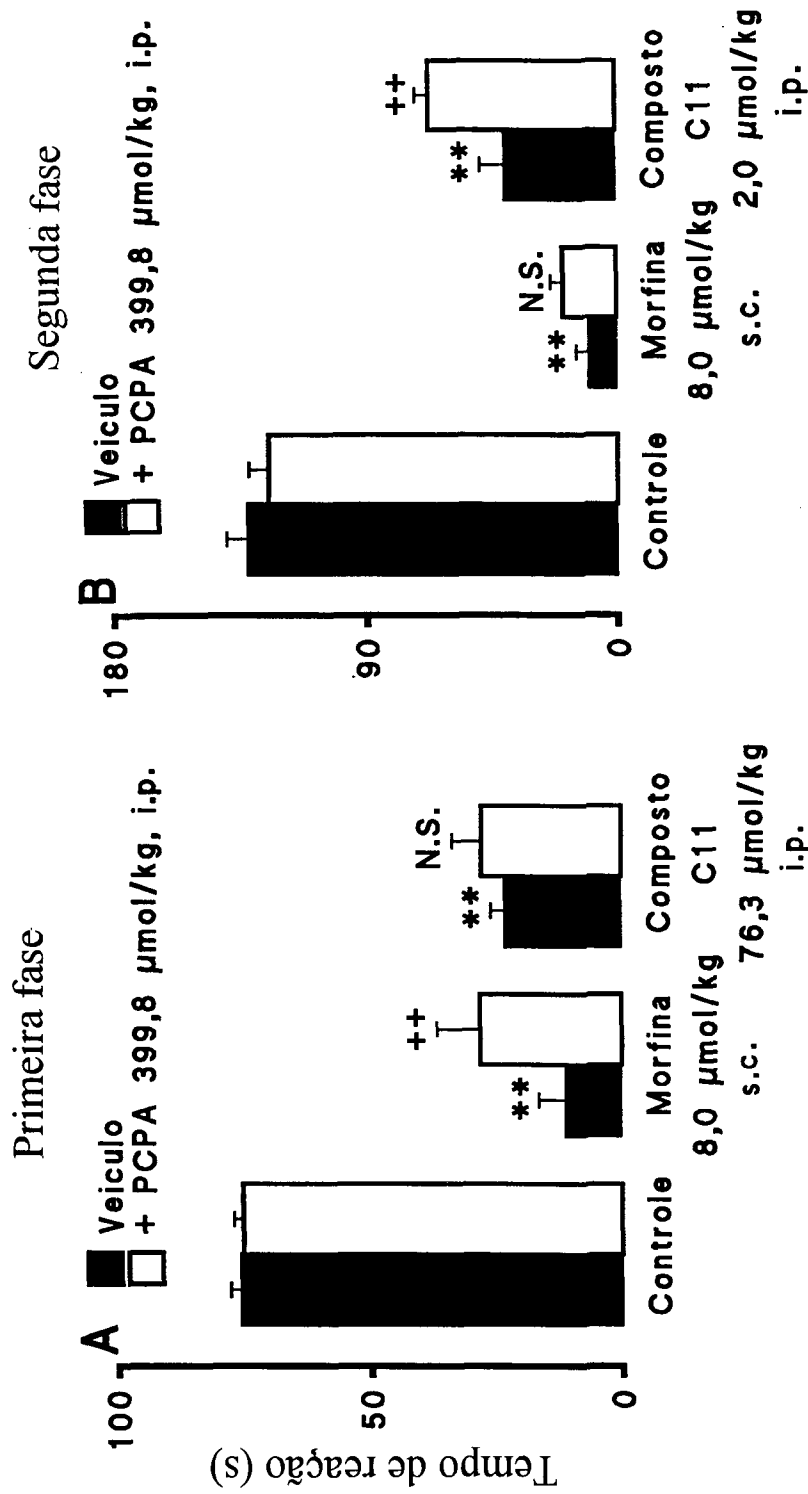 Primeira fase
A
Veiculo
+ PCPA 399,8 µmol/kg, i.p.
Tempo de reação (s)
100
50
0
**
++
**
N.S.
Controle
Morfina
8,0 µmol/kg
s.c.
Composto
C11
76,3 µmol/kg
i.p.
Segunda fase
B
Veiculo
+ PCPA 399,8 µmol/kg, i.p.
180
90
0
**
N.S.
**
++
Controle
Morfina
8,0 µmol/kg
s.c.
Composto
C11
2,0 µmol/kg
i.p.